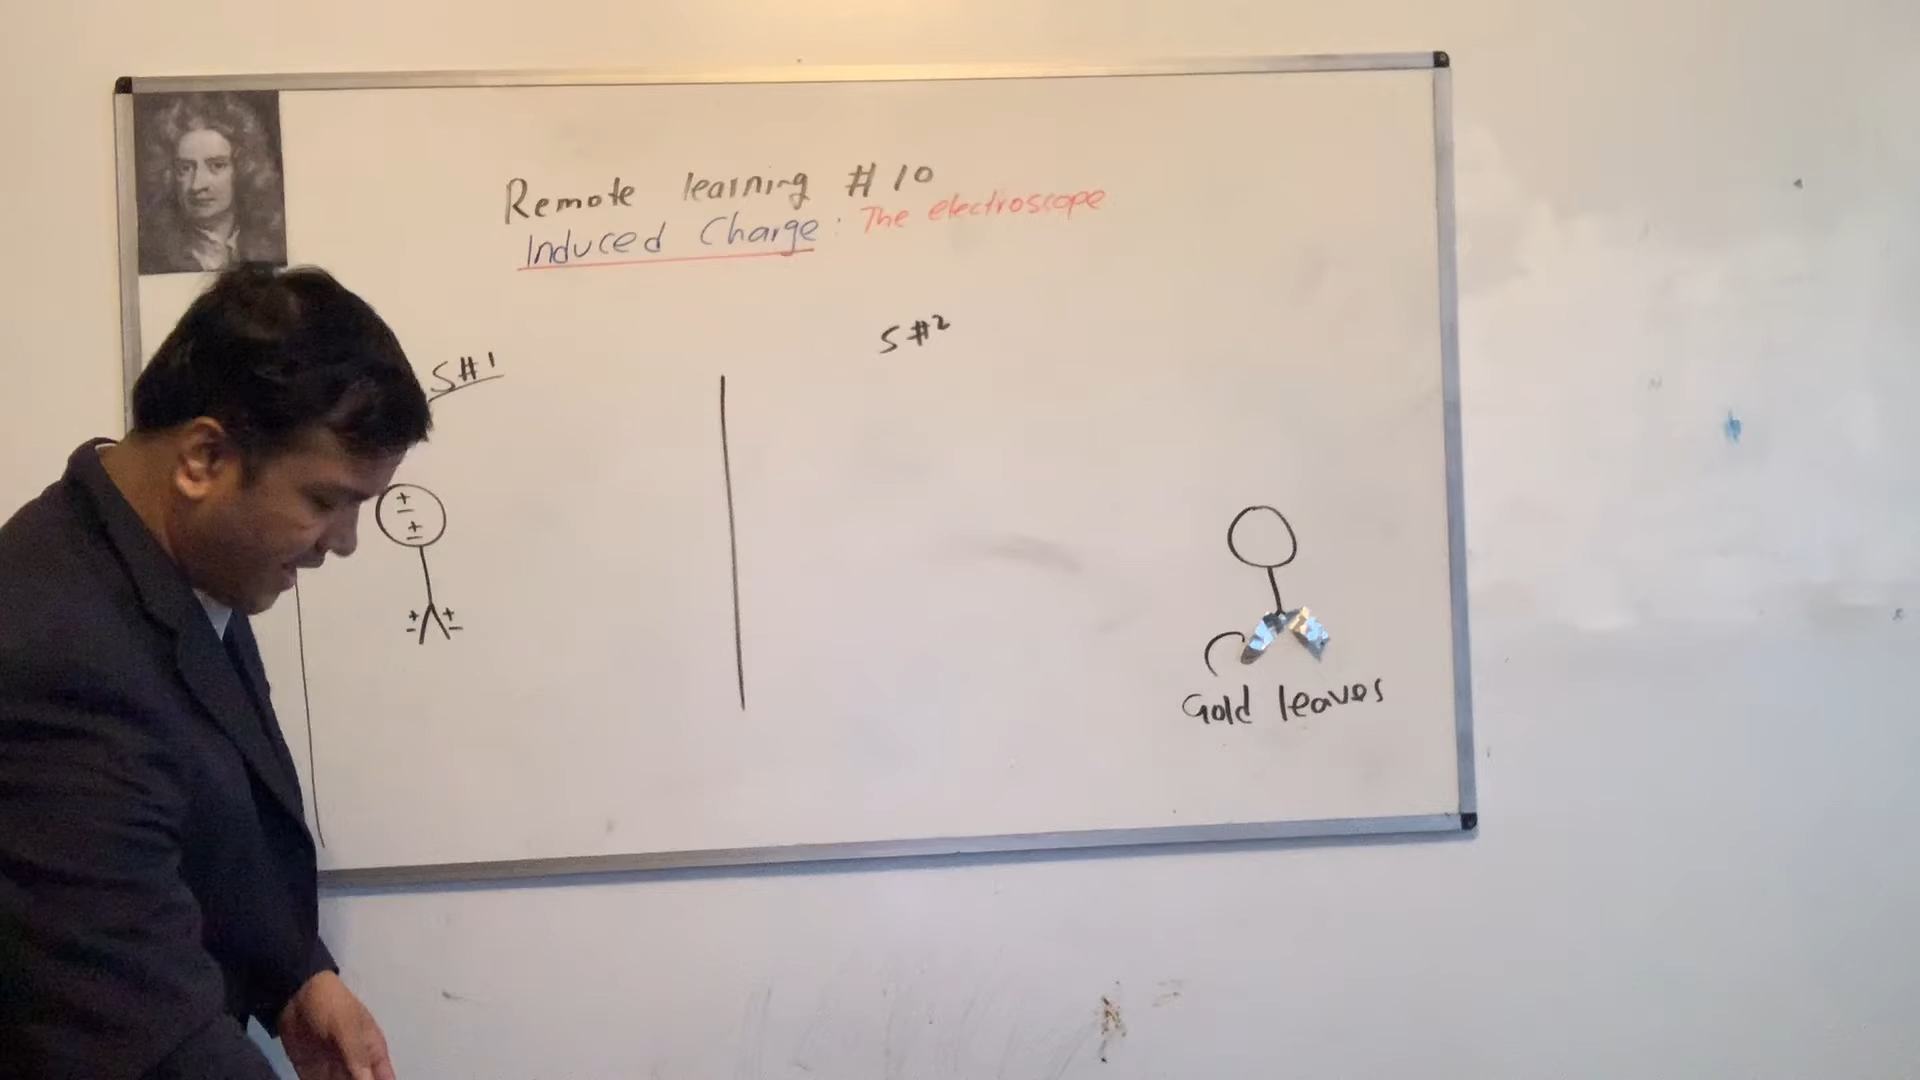 Remote learning #10
Induced Charge: The electroscope
S#1
S#2
+
-
+
-
+ +
- -
Gold leaves